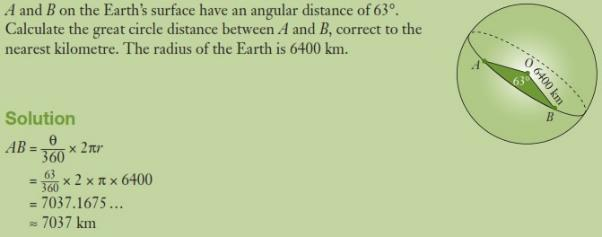 A and B on the Earth's surface have an angular distance of 63°.
Calculate the great circle distance between A and B, correct to the
nearest kilometre. The radius of the Earth is 6400 km.
A
O
63°
6400 km
B
Solution
AB = θ/360 × 2πr
= 63/360 × 2 × π × 6400
= 7037.1675 ...
≈ 7037 km